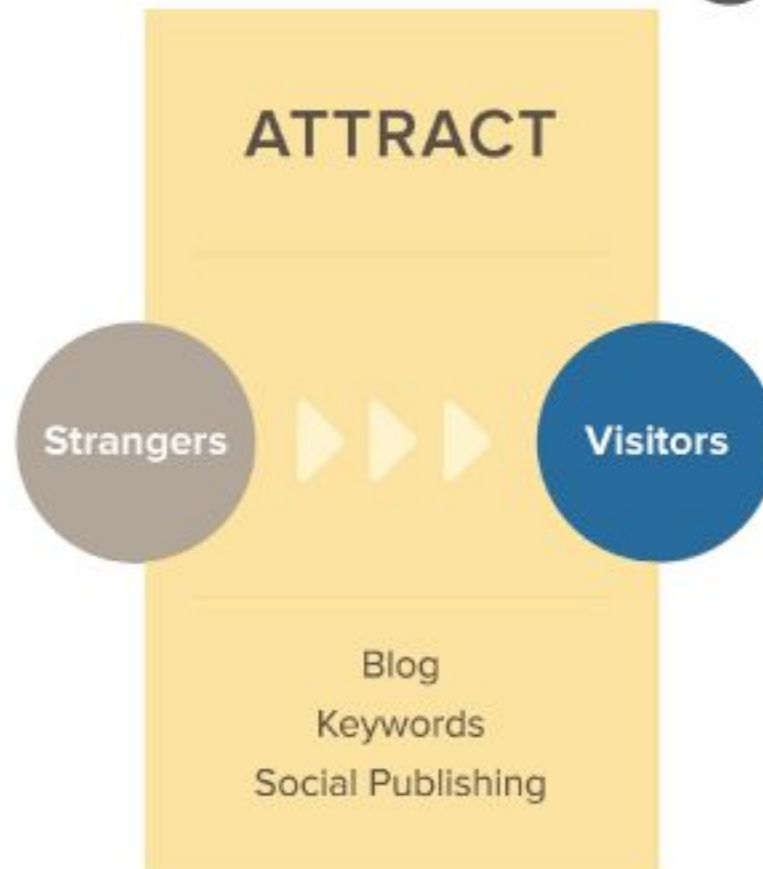 ATTRACT
Strangers
Visitors
Blog
Keywords
Social Publishing